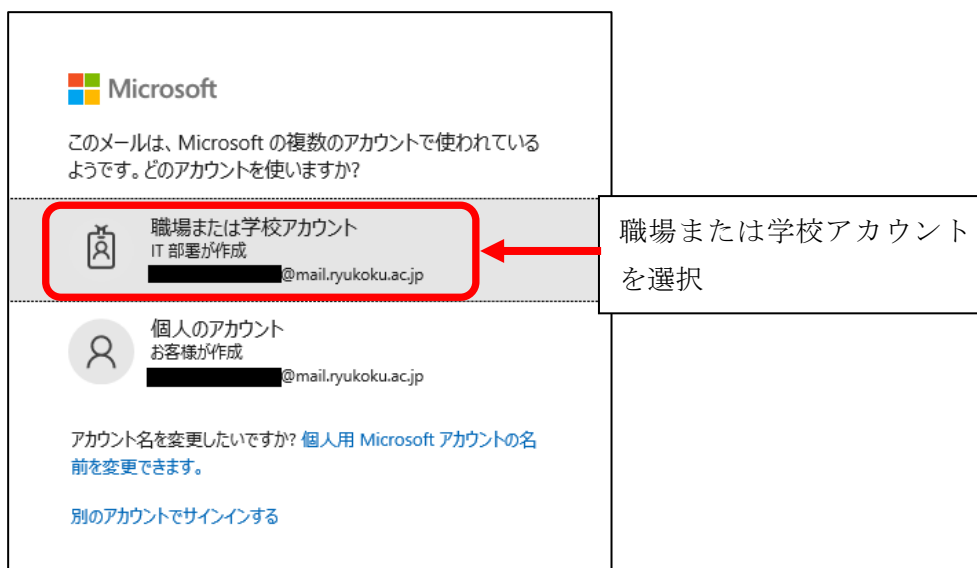 Microsoft
このメールは、Microsoft の複数のアカウントで使われている
ようです。どのアカウントを使いますか?
職場または学校アカウント
IT 部署が作成
@mail.ryukoku.ac.jp
職場または学校アカウント
を選択
個人のアカウント
お客様が作成
@mail.ryukoku.ac.jp
アカウント名を変更したいですか? 個人用 Microsoft アカウントの名
前を変更できます。
別のアカウントでサインインする